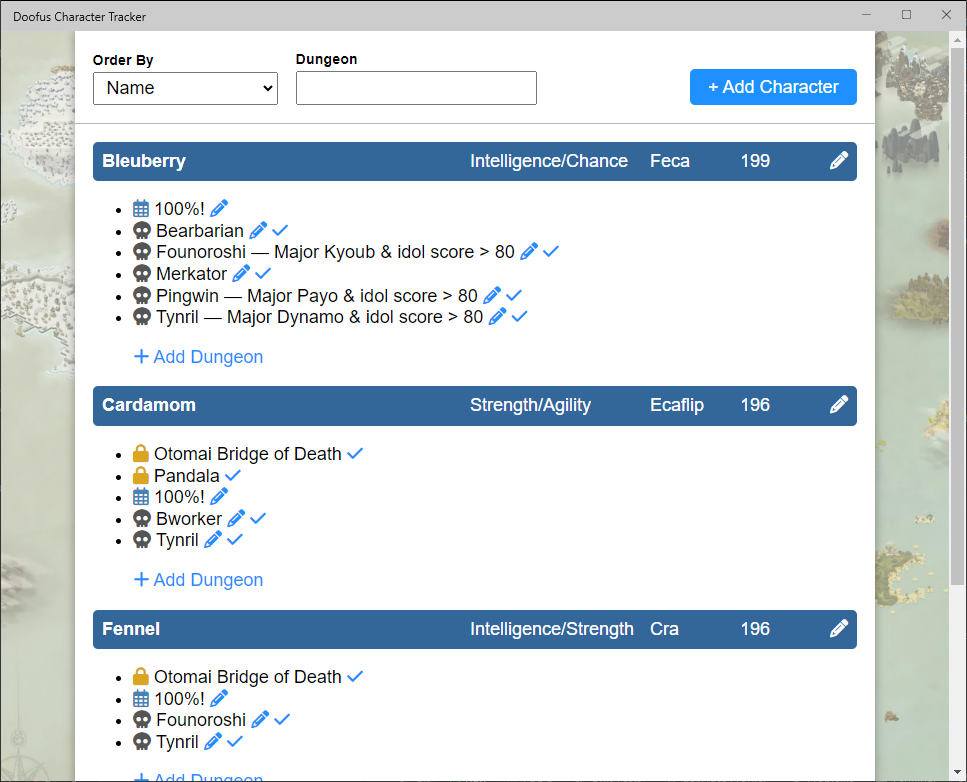 Doofus Character Tracker
Order By
Dungeon
Name
+ Add Character
Bleuberry Intelligence/Chance Feca 199
100%!
Bearbarian
Founoroshi — Major Kyoub & idol score > 80
Merkator
Pingwin — Major Payo & idol score > 80
Tynril — Major Dynamo & idol score > 80
+ Add Dungeon
Cardamom Strength/Agility Ecaflip 196
Otomai Bridge of Death
Pandala
100%!
Bworker
Tynril
+ Add Dungeon
Fennel Intelligence/Strength Cra 196
Otomai Bridge of Death
100%!
Founoroshi
Tynril
+ Add Dungeon